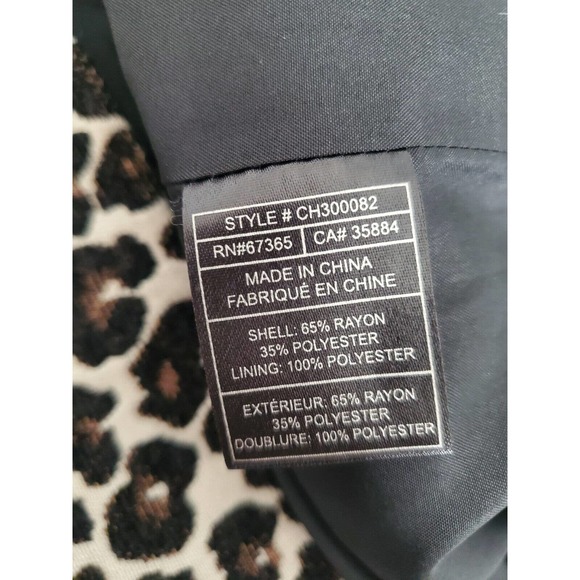 STYLE # CH300082
RN#67365 CA# 35884
MADE IN CHINA
FABRIQUÉ EN CHINE
SHELL: 65% RAYON
35% POLYESTER
LINING: 100% POLYESTER
EXTÉRIEUR: 65% RAYON
35% POLYESTER
DOUBLURE: 100% POLYESTER